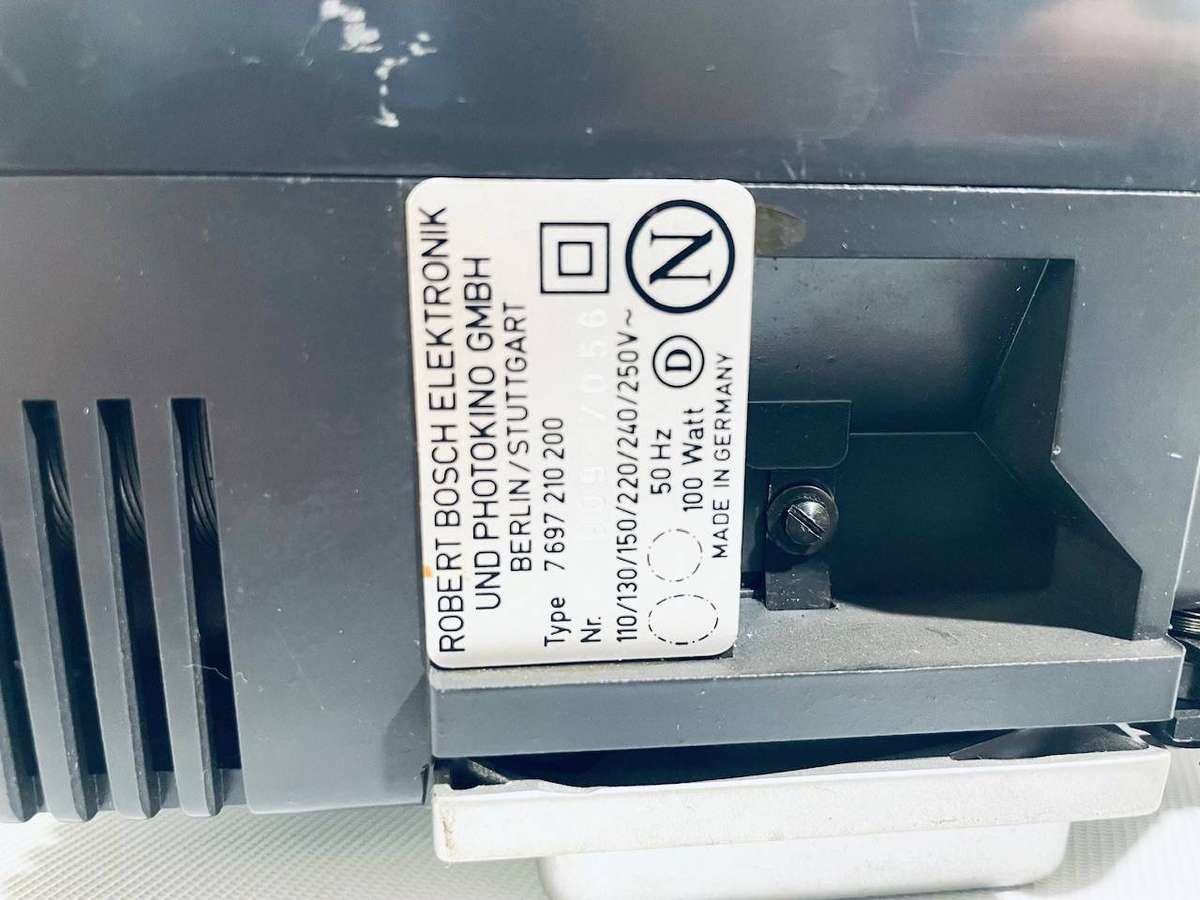 ROBERT BOSCH ELEKTRONIK
UND PHOTOKINO GMBH
BERLIN/STUTTGART
Type 7 697 210 200
Nr.
110/130/150/220/240/250V~
50 Hz
100 Watt
D
N
MADE IN GERMANY